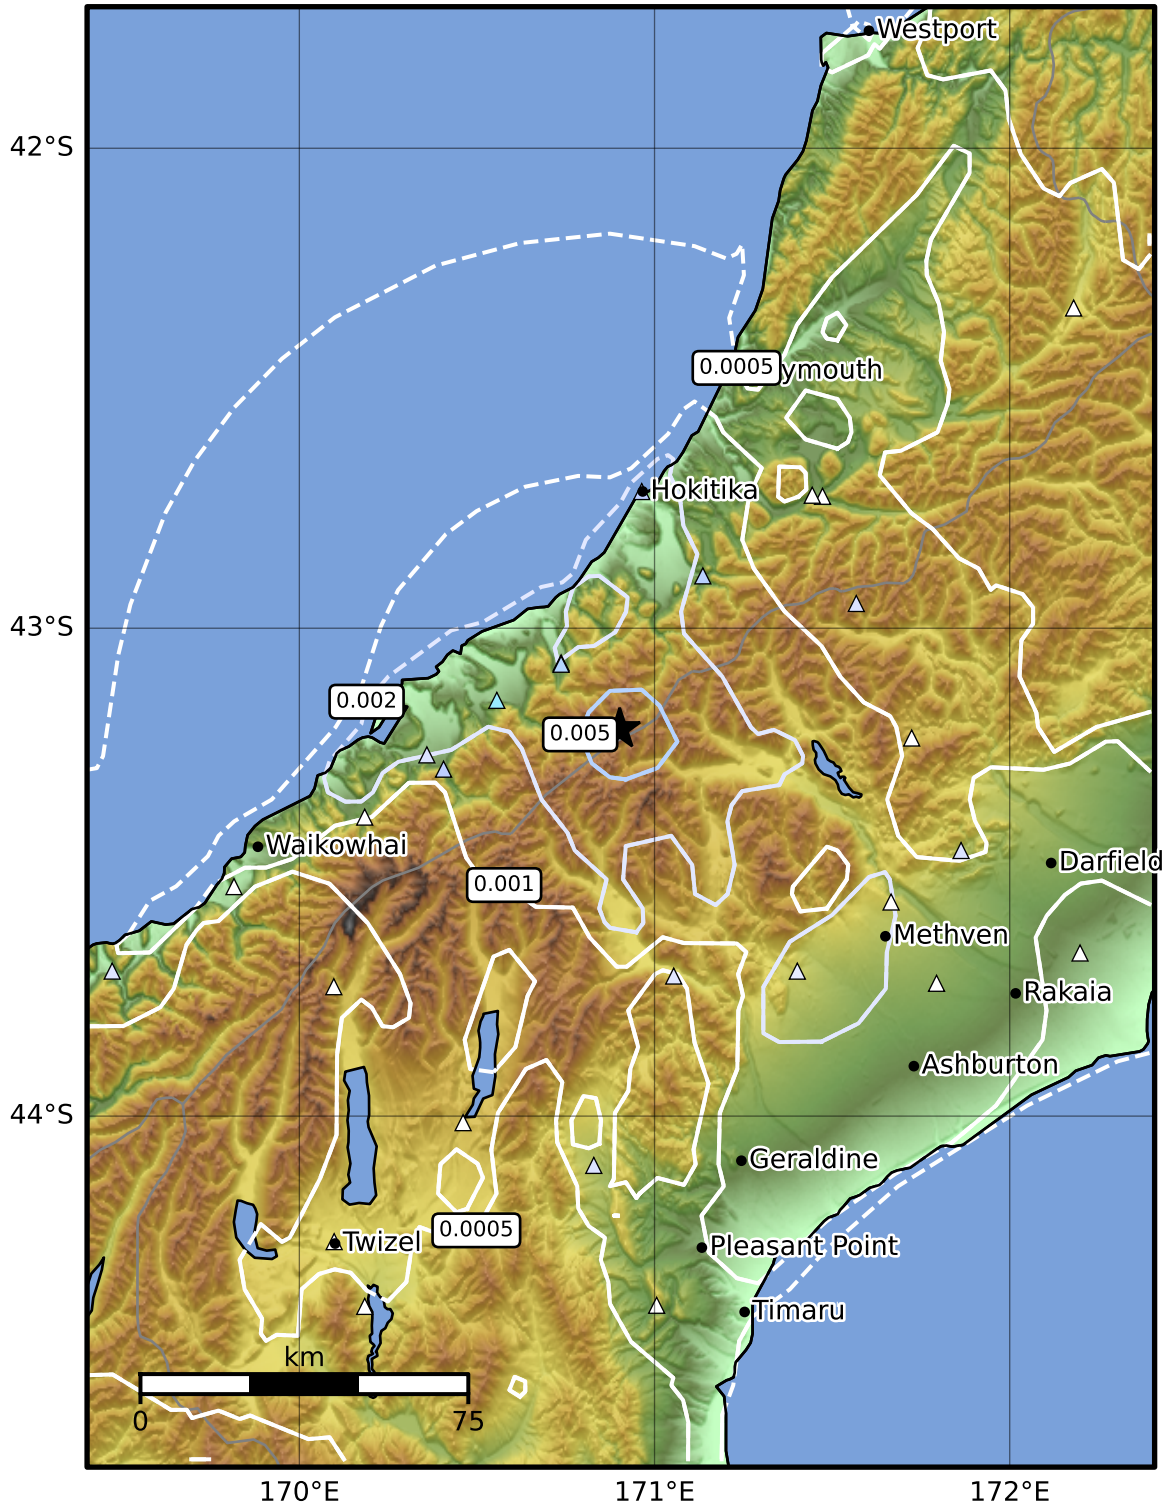 Westport
42°S
0.0005
ymouth
Hokitika
43°S
0.002
0.005
Waikowhai
Darfield
0.001
Methven
Rakaia
Ashburton
44°S
Geraldine
0.0005
Twizel
Pleasant Point
Timaru
km
0
75
170°E
171°E
172°E